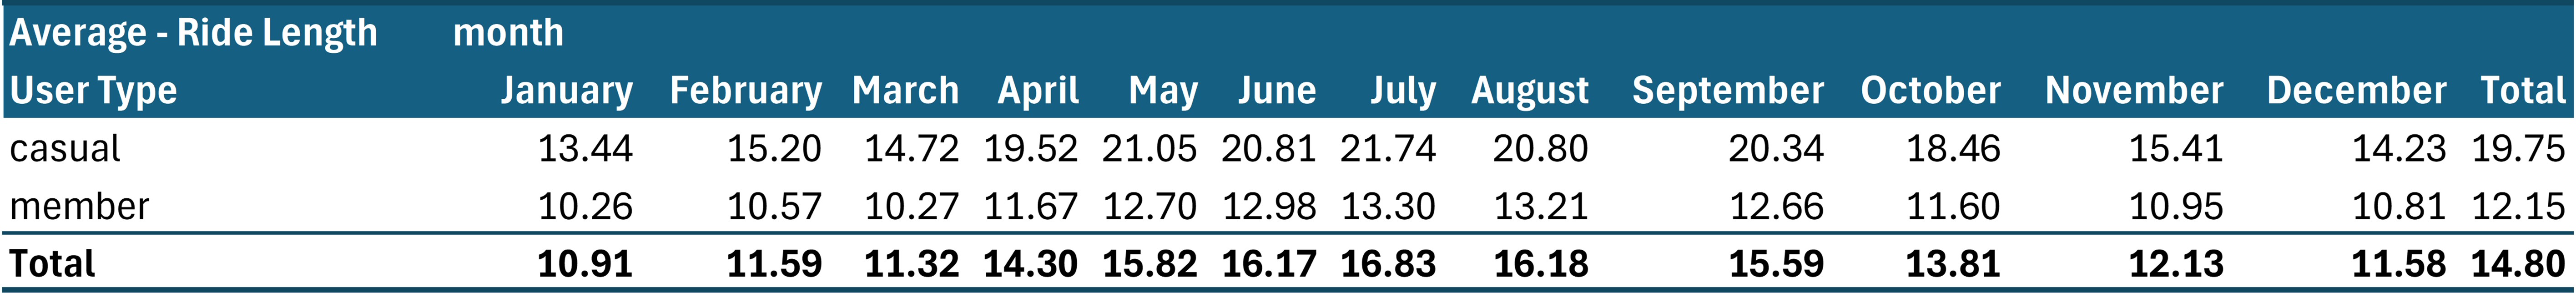 Average - Ride Length month
User Type January February March April May June July August September October November December Total
casual 13.44 15.20 14.72 19.52 21.05 20.81 21.74 20.80 20.34 18.46 15.41 14.23 19.75
member 10.26 10.57 10.27 11.67 12.70 12.98 13.30 13.21 12.66 11.60 10.95 10.81 12.15
Total 10.91 11.59 11.32 14.30 15.82 16.17 16.83 16.18 15.59 13.81 12.13 11.58 14.80